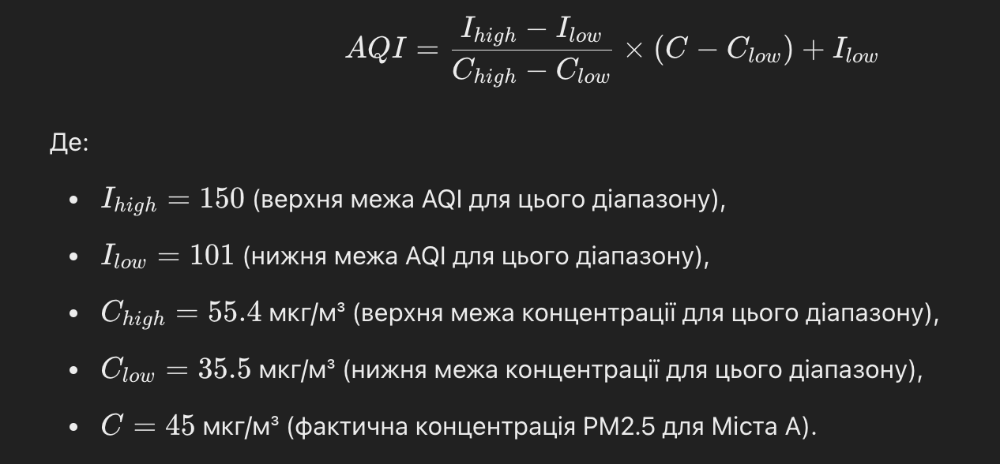 AQI = \frac{I_{high} - I_{low}}{C_{high} - C_{low}} × (C − C_{low}) + I_{low}
Де:
• I_{high} = 150 (верхня межа AQI для цього діапазону),
• I_{low} = 101 (нижня межа AQI для цього діапазону),
• C_{high} = 55.4 мкг/м³ (верхня межа концентрації для цього діапазону),
• C_{low} = 35.5 мкг/м³ (нижня межа концентрації для цього діапазону),
• C = 45 мкг/м³ (фактична концентрація PM2.5 для Міста A).